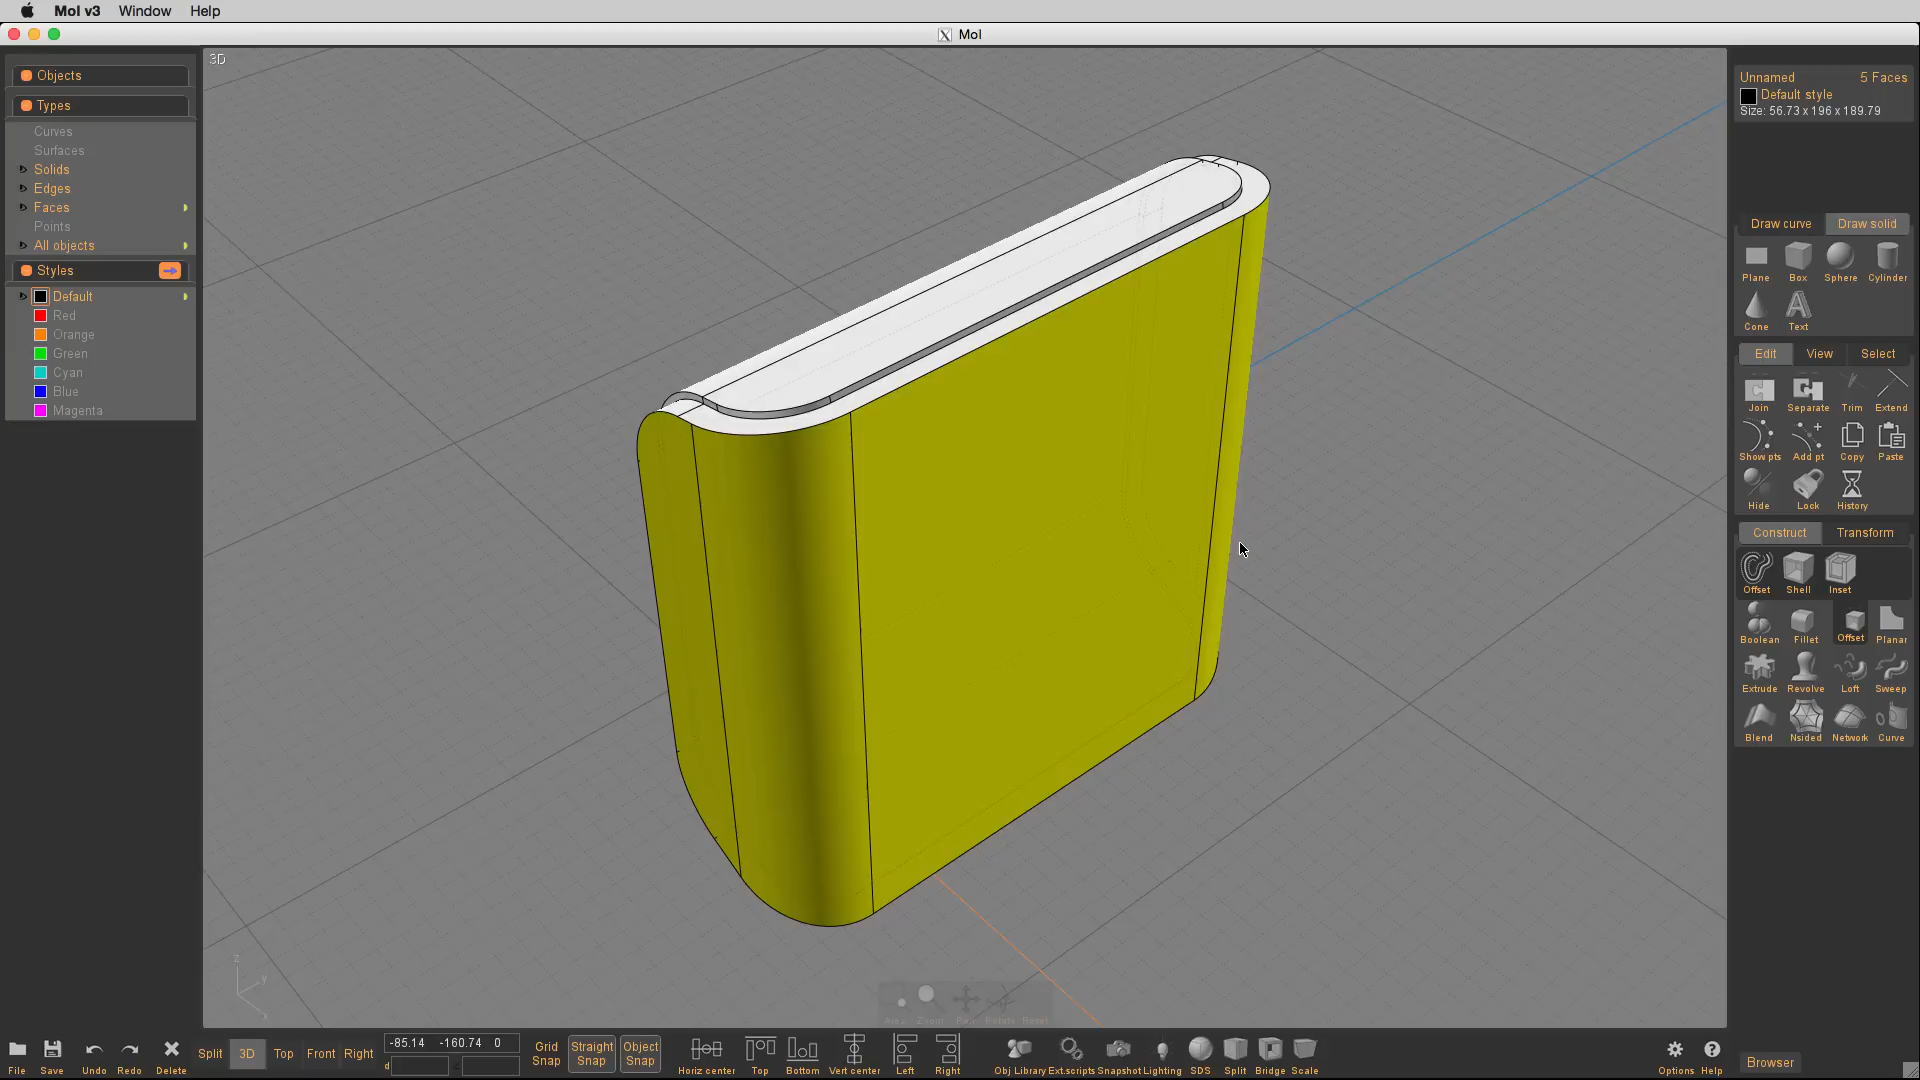 MoI v3 Window Help
MoI
3D
Objects
Types
Curves
Surfaces
Solids
Edges
Faces
Points
All objects
Styles
Default
Red
Orange
Green
Cyan
Blue
Magenta
Unnamed 5 Faces
Default style
Size: 56.73 x 196 x 189.79
Draw curve Draw solid
Plane Box Sphere Cylinder
Cone Text
Edit View Select
Join Separate Trim Extend
Show pts Add pt Copy Paste
Hide Lock History
Construct Transform
Offset Shell Inset
Boolean Fillet Offset Planar
Extrude Revolve Loft Sweep
Blend Nsided Network Curve
z
y
x
Area Zoom Pan Rotate Reset
File Save Undo Redo Delete
Split 3D Top Front Right
-85.14 -160.74 0
d
Grid Snap
Straight Snap
Object Snap
Horiz center Top Bottom Vert center Left Right
Obj Library Ext.scripts Snapshot Lighting SDS Split Bridge Scale
Options Help
Browser